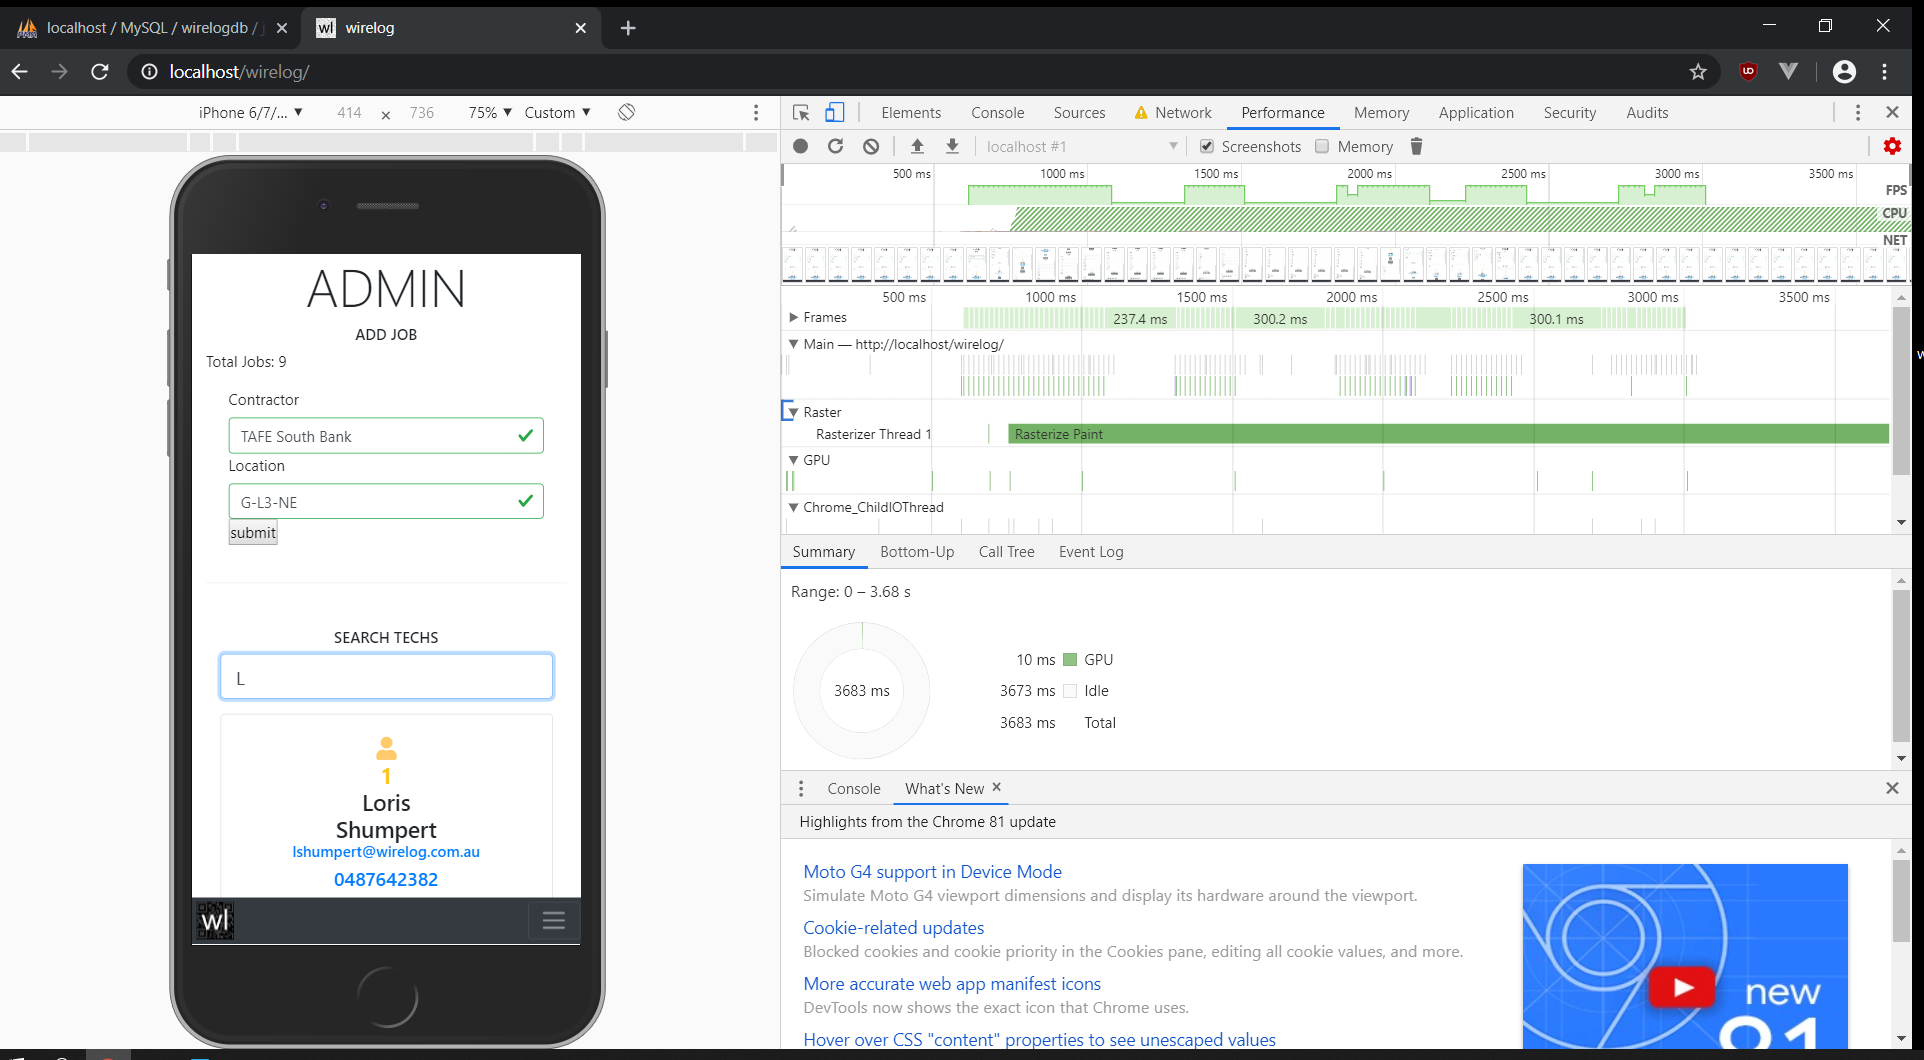 localhost / MySQL / wirelogdb /
wl wirelog
localhost/wirelog/
iPhone 6/7/... ▼ 414 × 736 75% ▼ Custom ▼
Elements Console Sources Network Performance Memory Application Security Audits
localhost #1 Screenshots Memory
500 ms 1000 ms 1500 ms 2000 ms 2500 ms 3000 ms 3500 ms
FPS
CPU
NET
500 ms 1000 ms 1500 ms 2000 ms 2500 ms 3000 ms 3500 ms
Frames 237.4 ms 300.2 ms 300.1 ms
Main — http://localhost/wirelog/
Raster
Rasterizer Thread 1 Rasterize Paint
GPU
Chrome_ChildIOThread
Summary Bottom-Up Call Tree Event Log
Range: 0 – 3.68 s
3683 ms
10 ms GPU
3673 ms Idle
3683 ms Total
Console What's New ×
Highlights from the Chrome 81 update
Moto G4 support in Device Mode
Simulate Moto G4 viewport dimensions and display its hardware around the viewport.
Cookie-related updates
Blocked cookies and cookie priority in the Cookies pane, editing all cookie values, and more.
More accurate web app manifest icons
DevTools now shows the exact icon that Chrome uses.
Hover over CSS "content" properties to see unescaped values
new
ADMIN
ADD JOB
Total Jobs: 9
Contractor
TAFE South Bank
Location
G-L3-NE
submit
SEARCH TECHS
L
1
Loris
Shumpert
lshumpert@wirelog.com.au
0487642382
wl